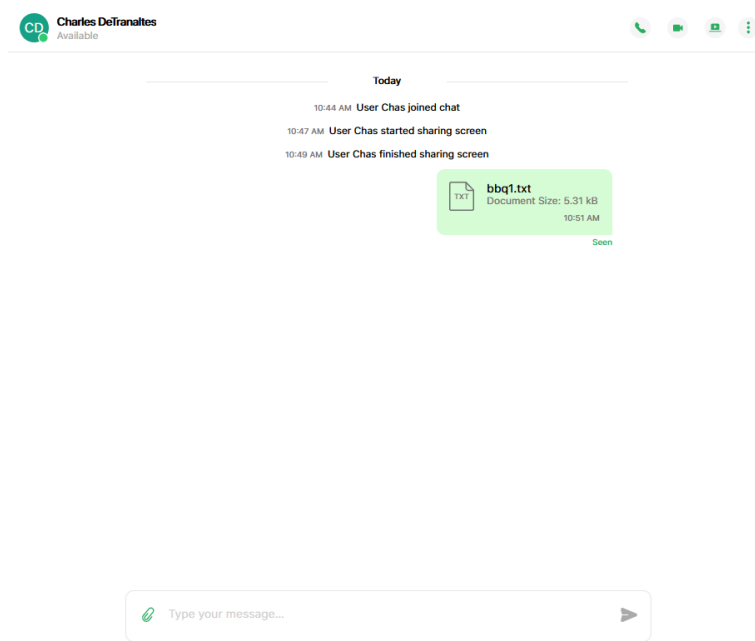 CD
Charles DeTranaltes
Available
Today
10:44 AM User Chas joined chat
10:47 AM User Chas started sharing screen
10:49 AM User Chas finished sharing screen
TXT
bbq1.txt
Document Size: 5.31 kB
10:51 AM
Seen
Type your message...